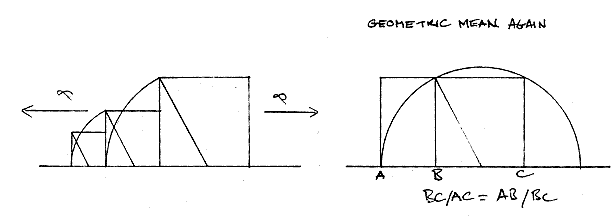 GEOMETRIC MEAN AGAIN
∞ ∞
A B C
BC/AC = AB/BC